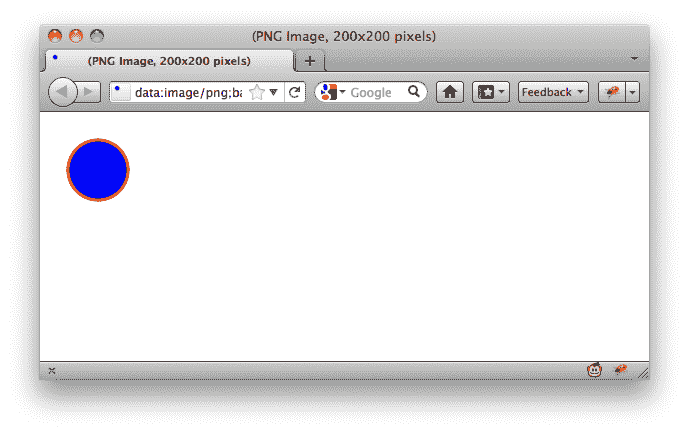 (PNG Image, 200x200 pixels)
(PNG Image, 200x200 pixels)
data:image/png;ba
Google
Feedback